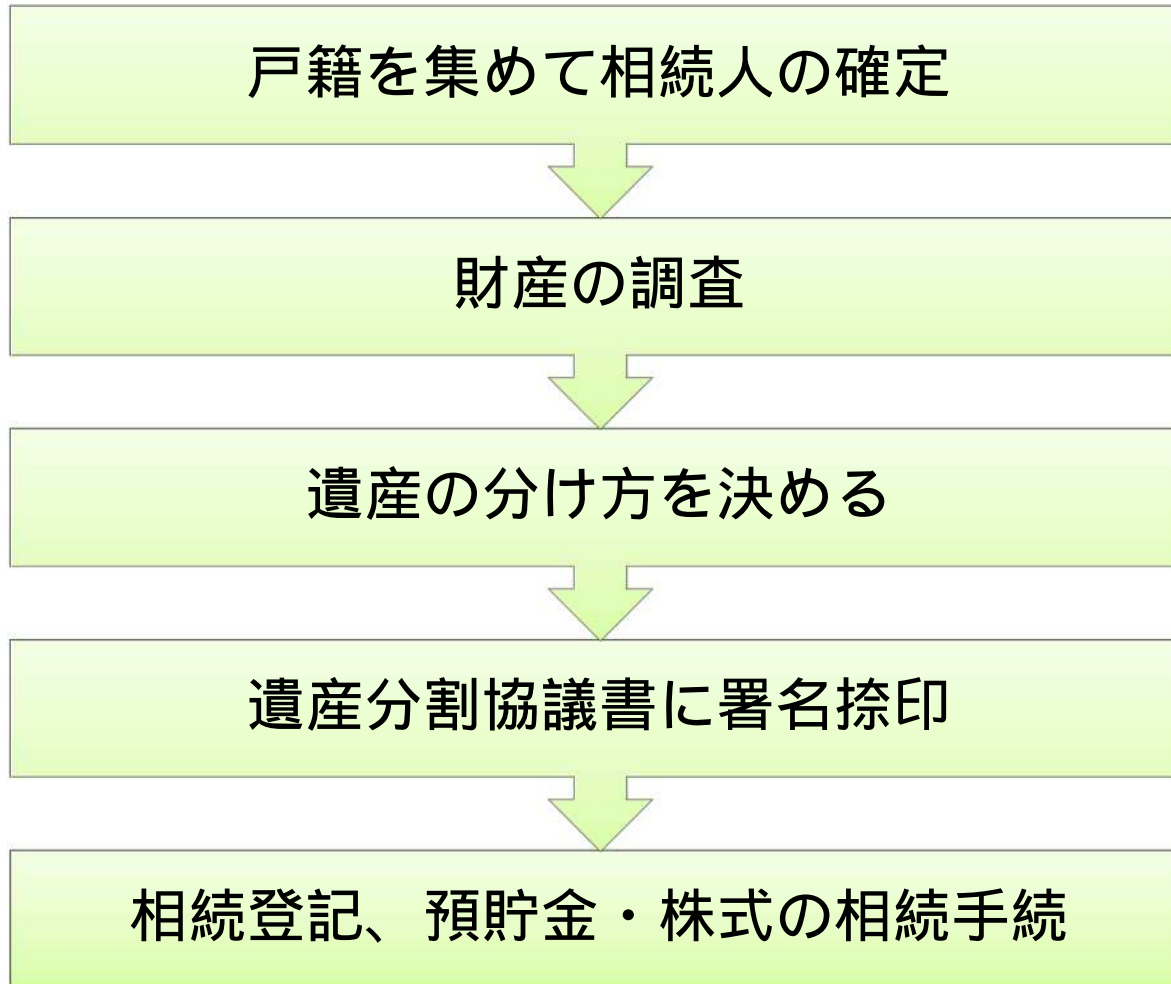 戸籍を集めて相続人の確定
財産の調査
遺産の分け方を決める
遺産分割協議書に署名捺印
相続登記、預貯金・株式の相続手続